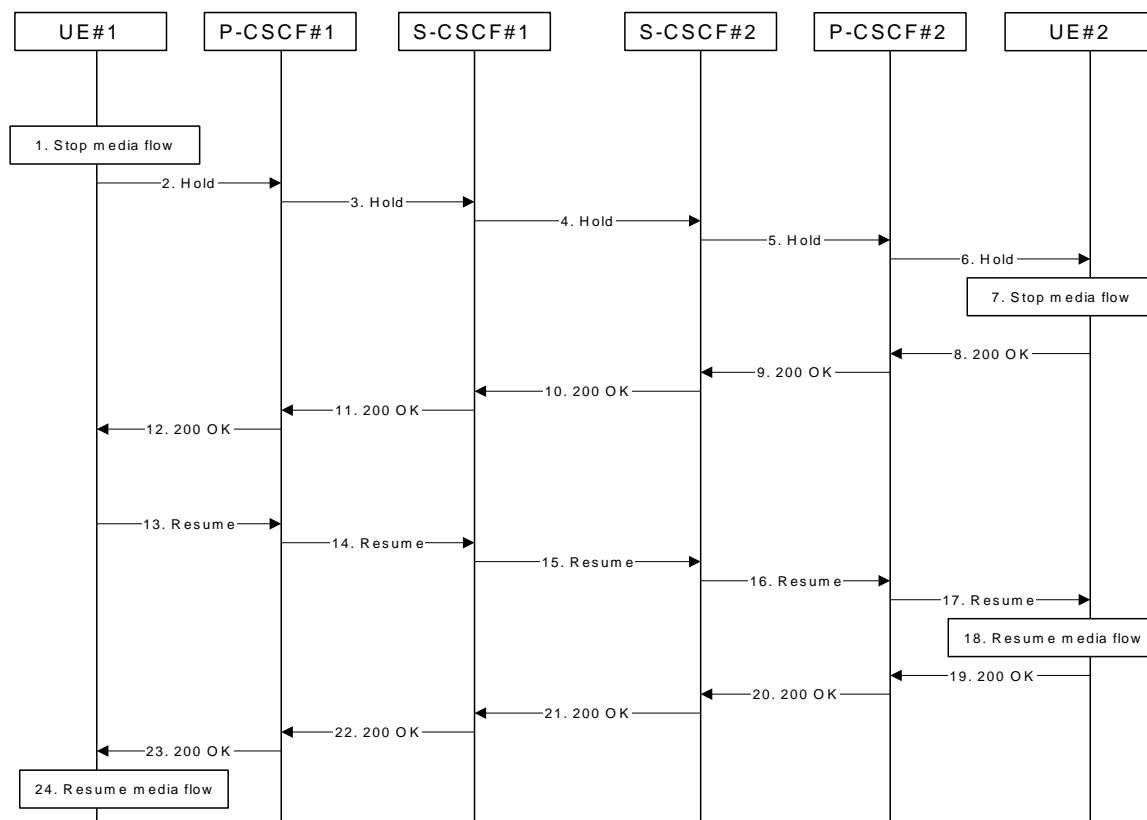 UE#1
P-CSCF#1
S-CSCF#1
S-CSCF#2
P-CSCF#2
UE#2
1. Stop media flow
2. Hold
3. Hold
4. Hold
5. Hold
6. Hold
7. Stop media flow
8. 200 OK
9. 200 OK
10. 200 OK
11. 200 OK
12. 200 OK
13. Resume
14. Resume
15. Resume
16. Resume
17. Resume
18. Resume media flow
19. 200 OK
20. 200 OK
21. 200 OK
22. 200 OK
23. 200 OK
24. Resume media flow